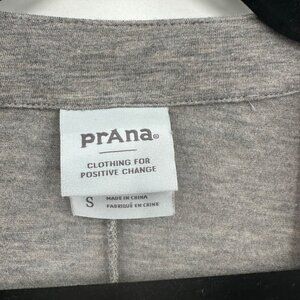 prAna®
CLOTHING FOR
POSITIVE CHANGE
S
MADE IN CHINA
FABRIQUÉ EN CHINE